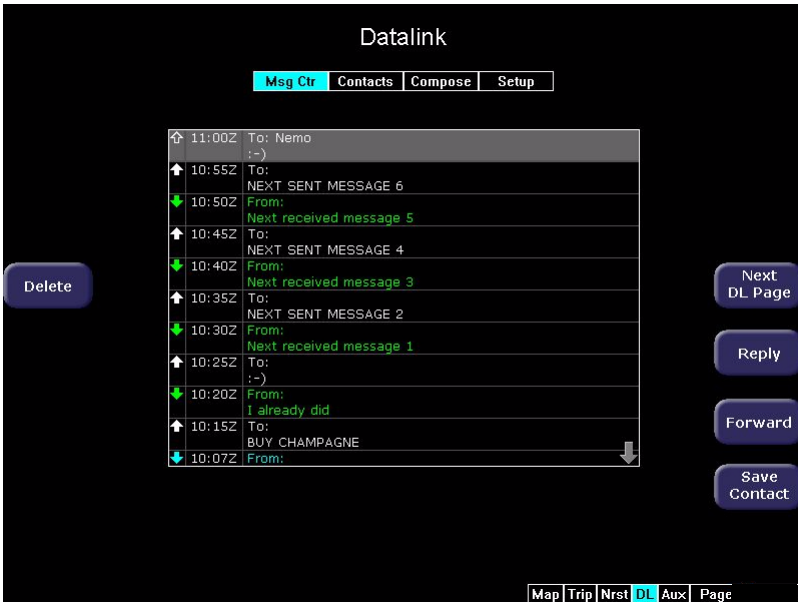 Datalink
Msg Ctr Contacts Compose Setup
11:00Z To: Nemo
:-)
10:55Z To:
NEXT SENT MESSAGE 6
10:50Z From:
Next received message 5
10:45Z To:
NEXT SENT MESSAGE 4
10:40Z From:
Next received message 3
10:35Z To:
NEXT SENT MESSAGE 2
10:30Z From:
Next received message 1
10:25Z To:
:-)
10:20Z From:
I already did
10:15Z To:
BUY CHAMPAGNE
10:07Z From:
Delete
Next
DL Page
Reply
Forward
Save
Contact
Map Trip Nrst DL Aux Page